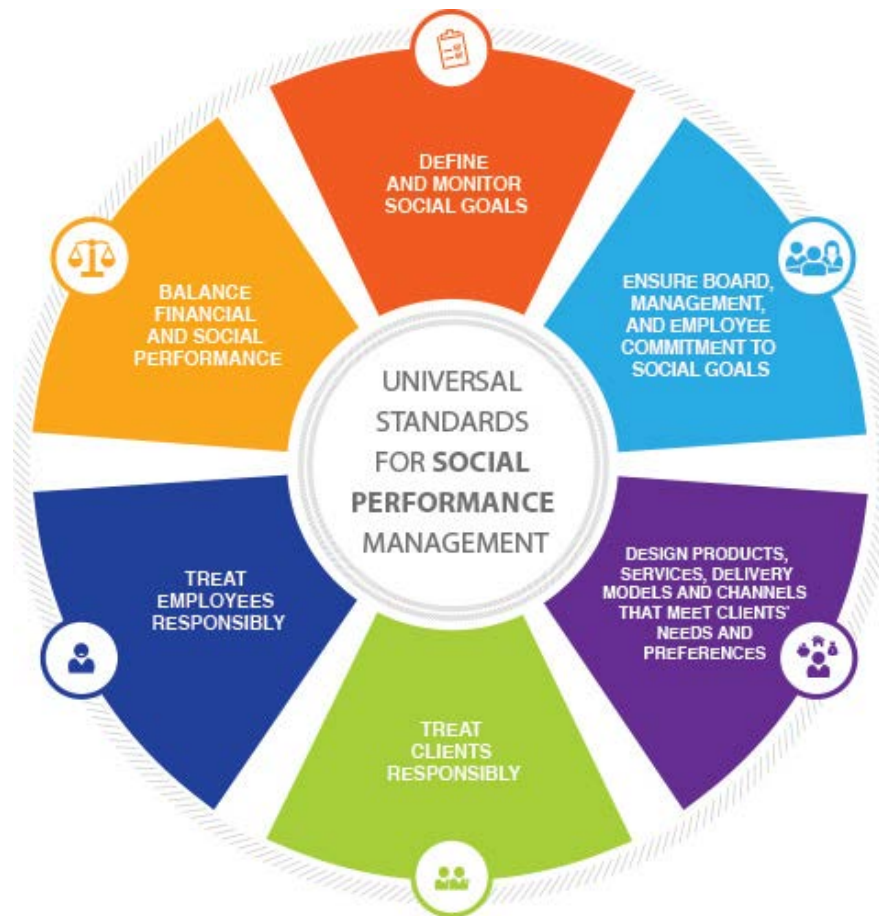 DEFINE
AND MONITOR
SOCIAL GOALS
ENSURE BOARD,
MANAGEMENT,
AND EMPLOYEE
COMMITMENT TO
SOCIAL GOALS
DESIGN PRODUCTS,
SERVICES, DELIVERY
MODELS AND CHANNELS
THAT MEET CLIENTS'
NEEDS AND
PREFERENCES
TREAT
CLIENTS
RESPONSIBLY
TREAT
EMPLOYEES
RESPONSIBLY
BALANCE
FINANCIAL
AND SOCIAL
PERFORMANCE
UNIVERSAL
STANDARDS
FOR SOCIAL
PERFORMANCE
MANAGEMENT